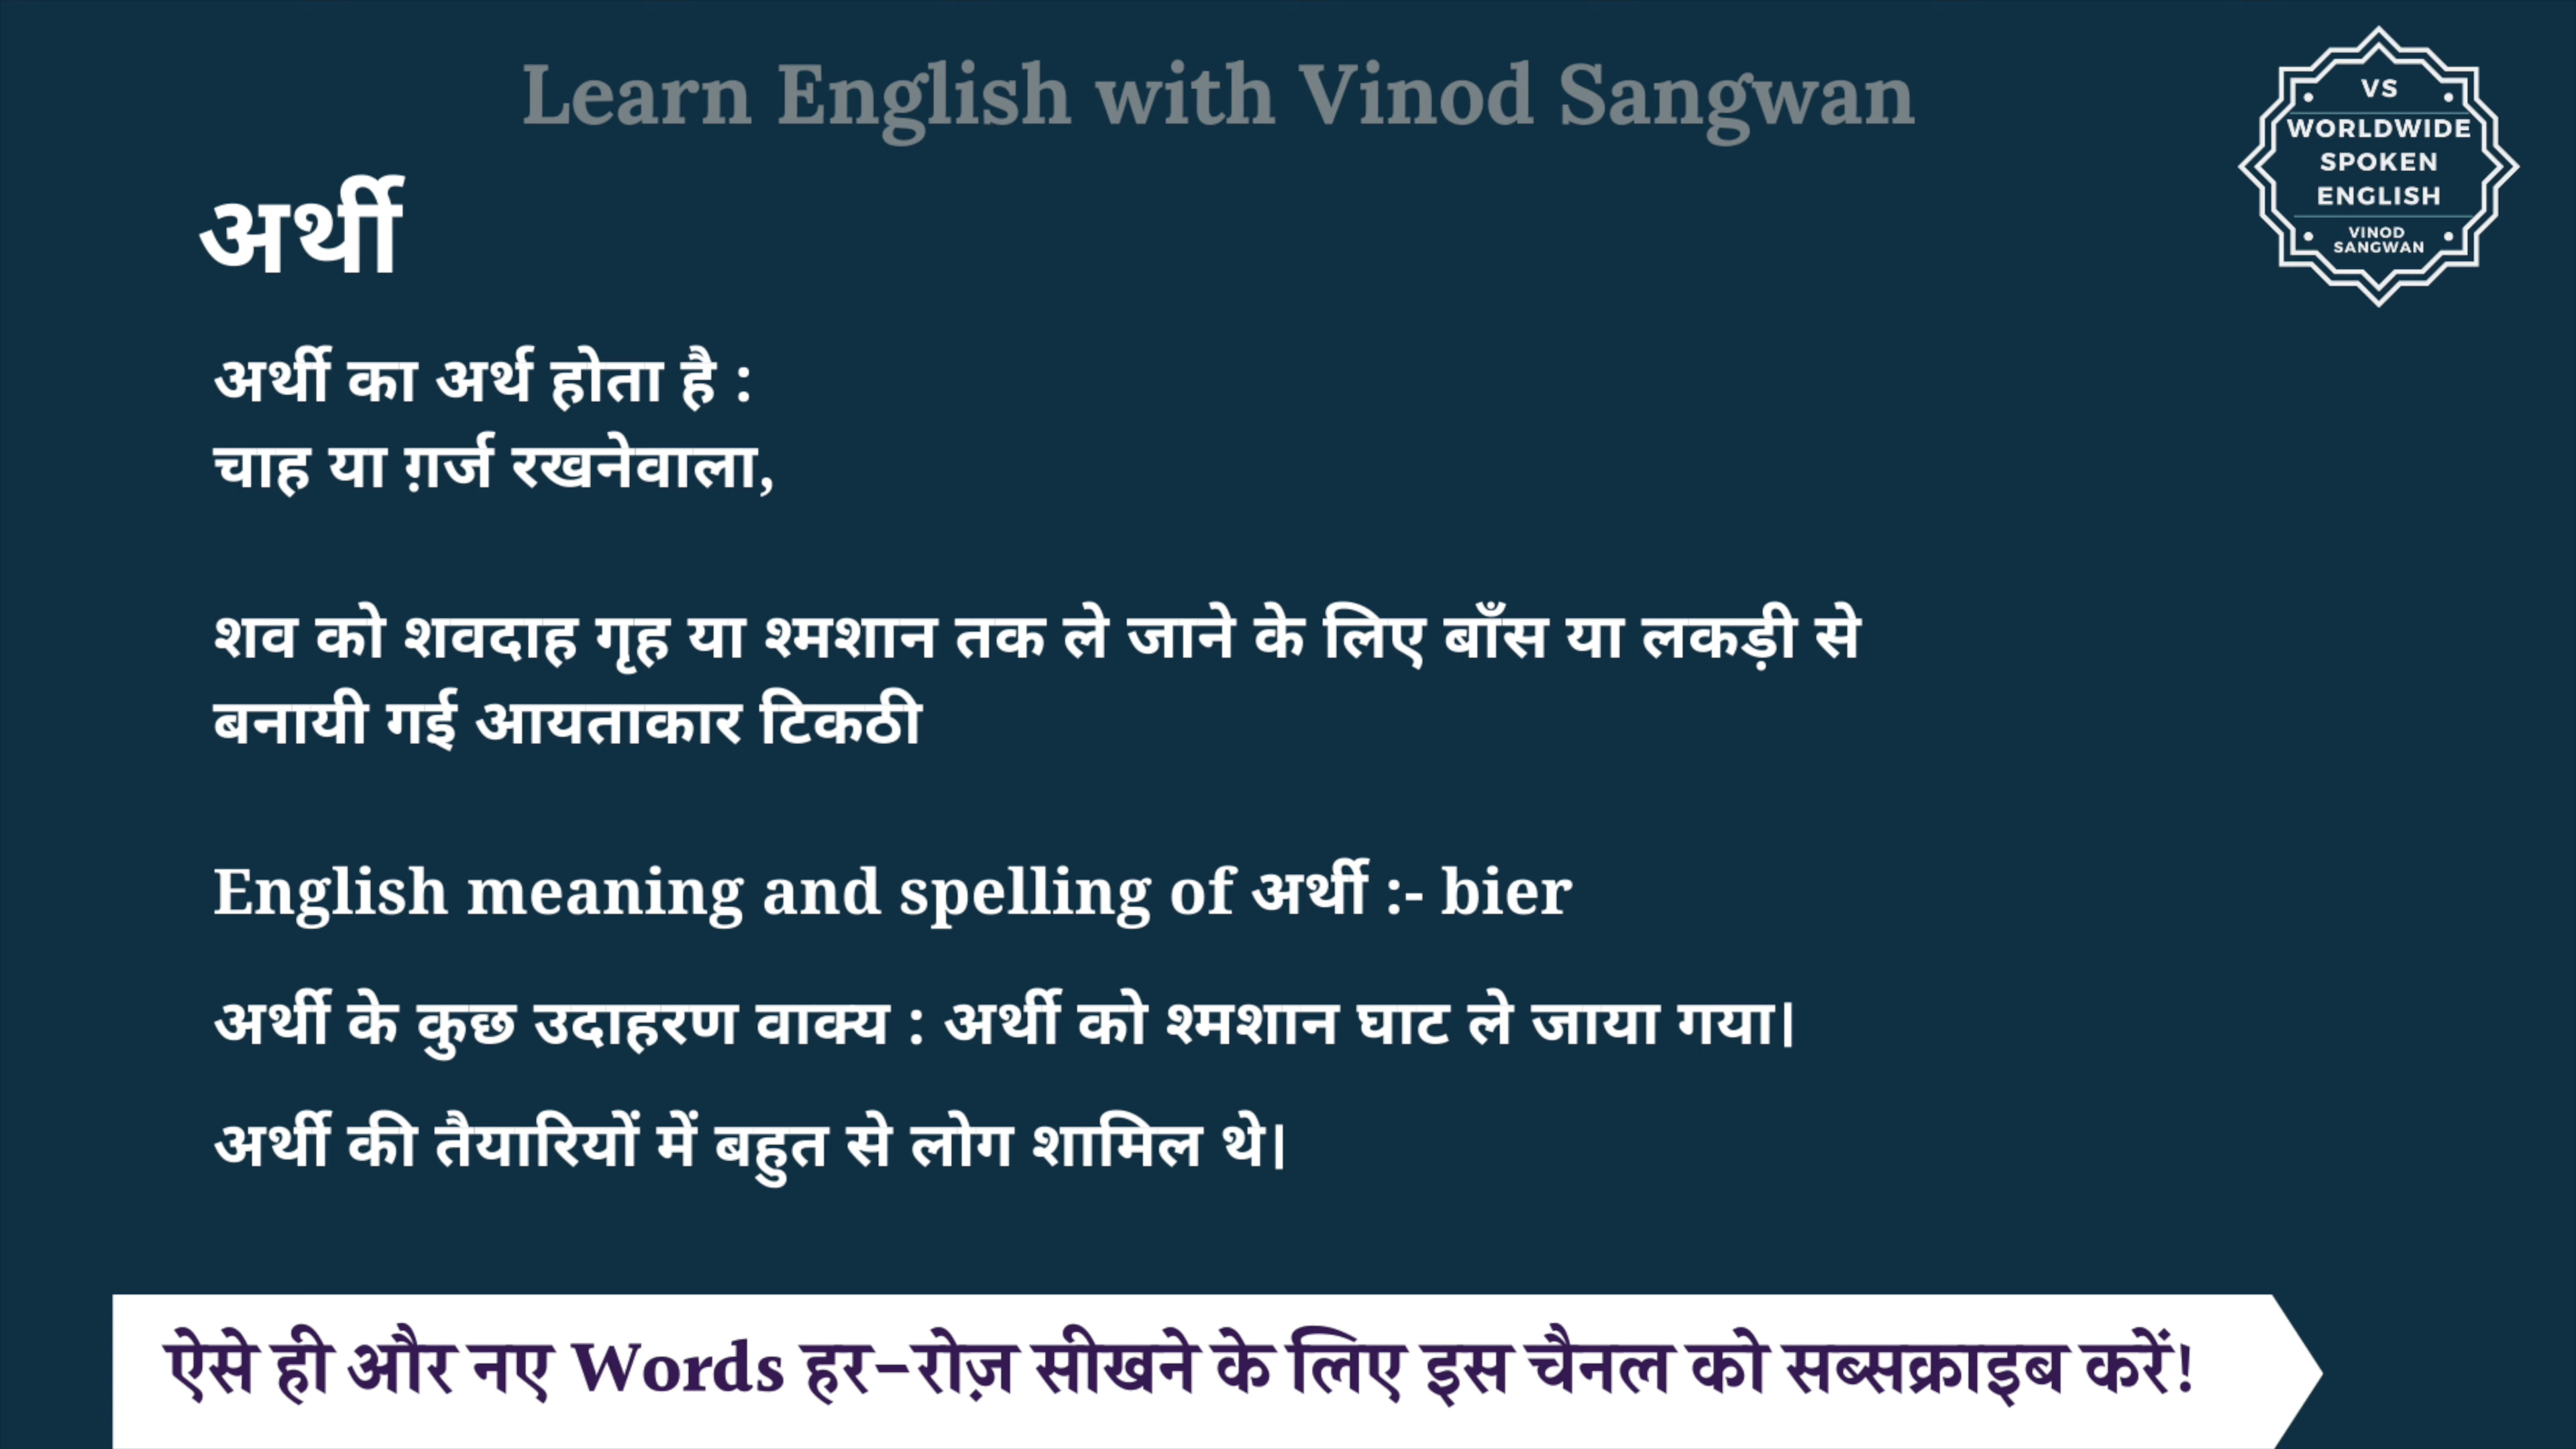 Learn English with Vinod Sangwan
VS
WORLDWIDE
SPOKEN
ENGLISH
VINOD
SANGWAN
अर्थी
अर्थी का अर्थ होता है :
चाह या ग़र्ज रखनेवाला,
शव को शवदाह गृह या श्मशान तक ले जाने के लिए बाँस या लकड़ी से
बनायी गई आयताकार टिकठी
English meaning and spelling of अर्थी :- bier
अर्थी के कुछ उदाहरण वाक्य : अर्थी को श्मशान घाट ले जाया गया।
अर्थी की तैयारियों में बहुत से लोग शामिल थे।
ऐसे ही और नए Words हर-रोज़ सीखने के लिए इस चैनल को सब्सक्राइब करें!